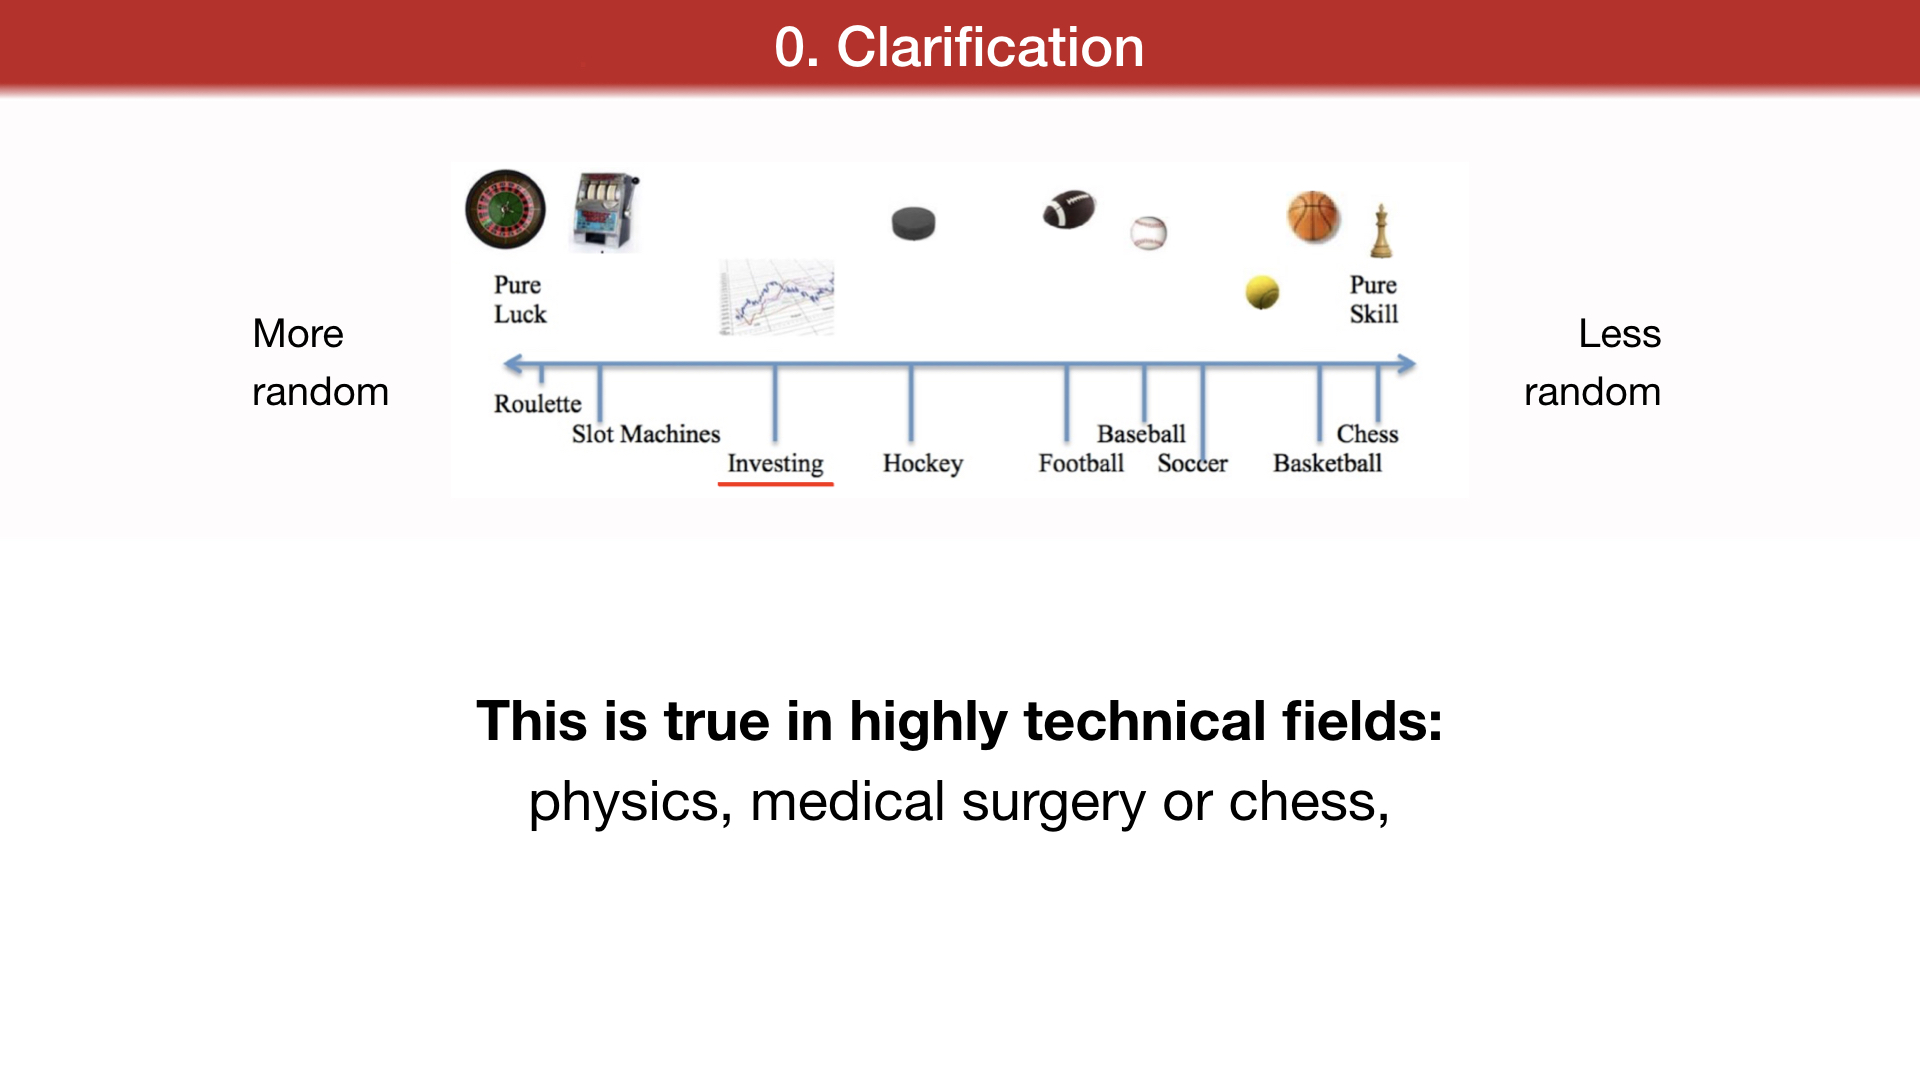 0. Clarification
Pure
Luck
Pure
Skill
More
random
Less
random
Roulette
Slot Machines
Baseball
Chess
Investing
Hockey
Football
Soccer
Basketball
This is true in highly technical fields:
physics, medical surgery or chess,